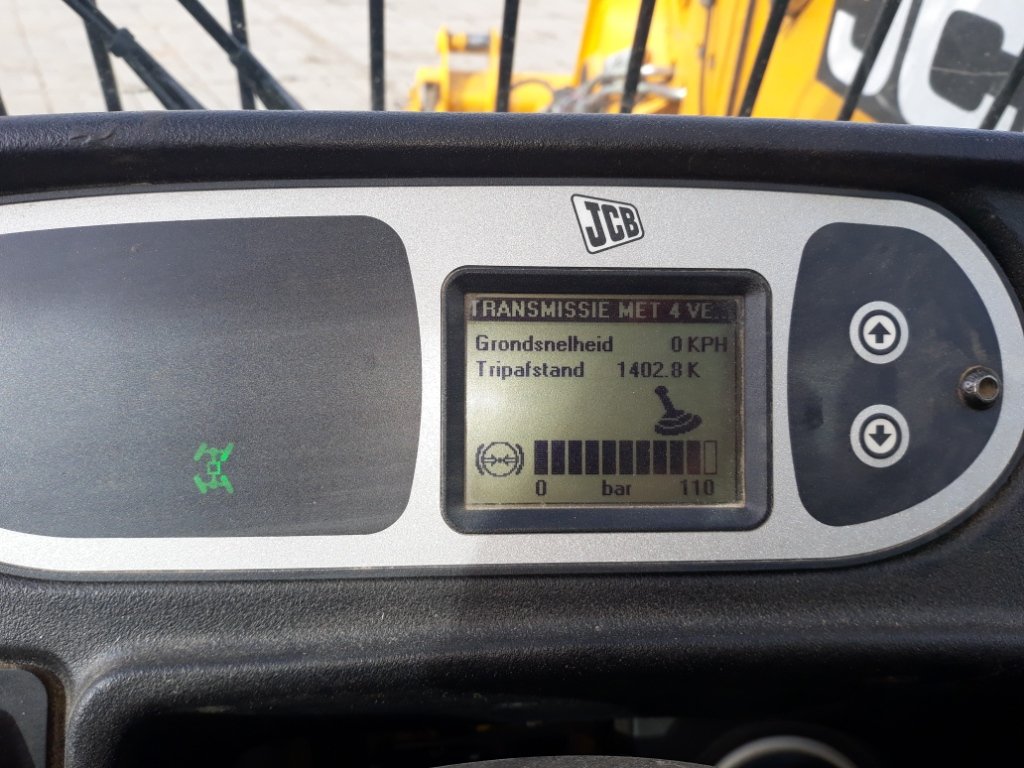 JCB
JCB
TRANSMISSIE MET 4 VE...
Grondsnelheid 0 KPH
Tripafstand 1402.8 K
0 bar 110